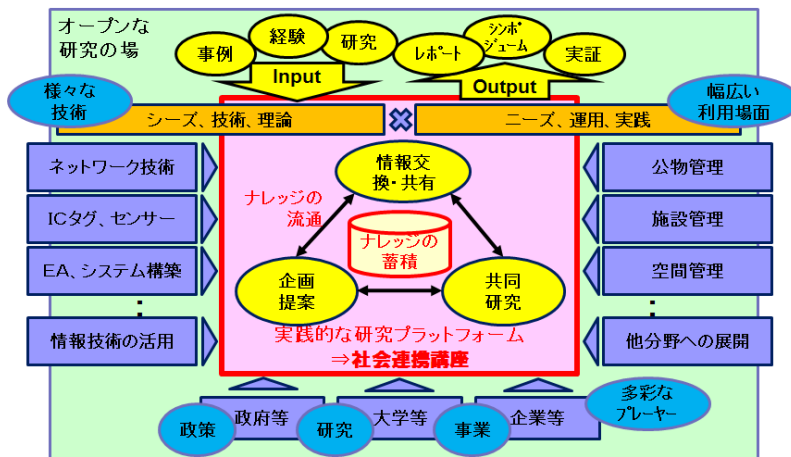 オープンな
研究の場
事例
経験
研究
レポート
シンポ
ジューム
実証
Input
Output
様々な
技術
幅広い
利用場面
シーズ、技術、理論
ニーズ、運用、実践
ネットワーク技術
ICタグ、センサー
EA、システム構築
:
情報技術の活用
情報交
換・共有
ナレッジの
流通
ナレッジの
蓄積
企画
提案
共同
研究
実践的な研究プラットフォーム
⇒社会連携講座
公物管理
施設管理
空間管理
:
他分野への展開
政策
政府等
研究
大学等
事業
企業等
多彩な
プレーヤー